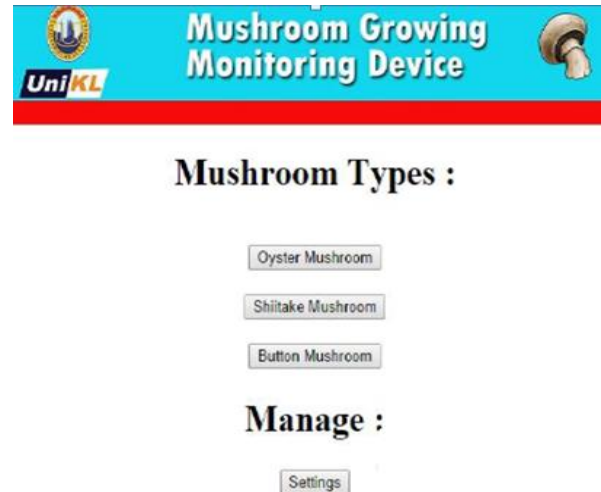 Mushroom Growing
Monitoring Device
UniKL
Mushroom Types :
Oyster Mushroom
Shiitake Mushroom
Button Mushroom
Manage :
Settings